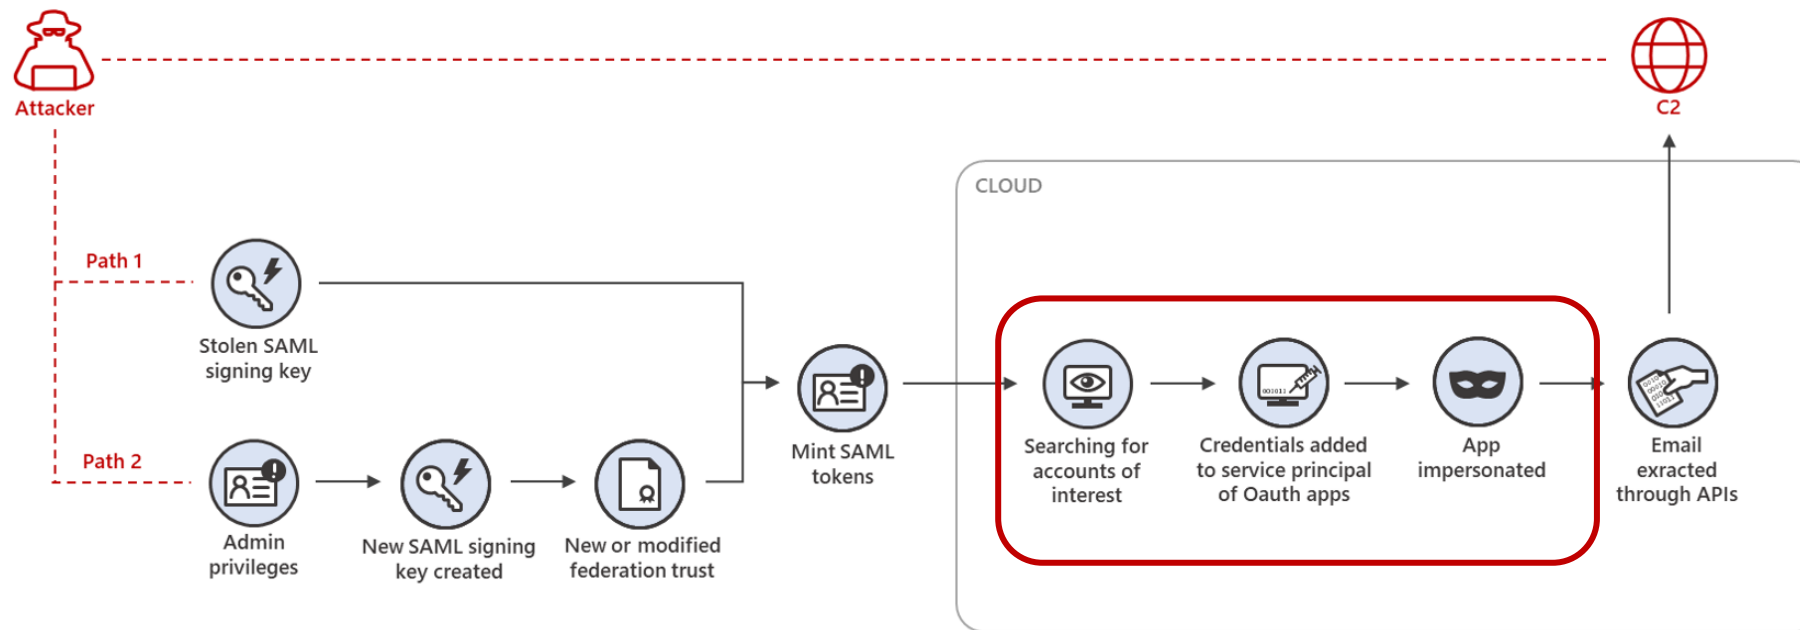 Attacker
C2
CLOUD
Path 1
Stolen SAML
signing key
Path 2
Admin
privileges
New SAML signing
key created
New or modified
federation trust
Mint SAML
tokens
Searching for
accounts of
interest
Credentials added
to service principal
of Oauth apps
App
impersonated
Email
exracted
through APIs